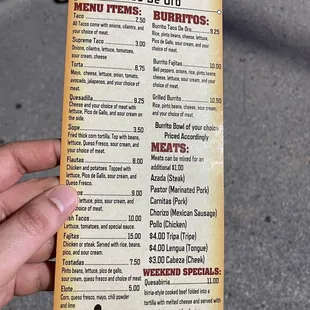 De Oro
MENU ITEMS:
Taco 2.50
All Tacos come with onions, cilantro, and
your choice of meat.
Supreme Taco 3.00
Onions, cilantro, lettuce, tomatoes,
sour cream, cheese
Torta 8.75
Mayo, cheese, lettuce, onion, tomato,
avocado, jalapenos, and your choice of
meat.
Quesadilla 9.25
Cheese and your choice of meat with
lettuce, Pico de Gallo, and sour cream
on the side.
Sope 3.50
Fried thick corn tortilla. Top with beans,
lettuce, queso fresco, sour cream,
and your choice of meat.
Flautas 8.00
Chicken and potatoes. Topped with
lettuce, Pico de Gallo, sour cream, and
Queso Fresco.
9.00
pico, sour cream, and
of meat.
Tacos 10.00
Lettuce, tomatoes, and special sauce.
Fajitas 15.00
Chicken or steak. Served with rice, beans,
pico, and sour cream.
Tostadas 7.50
Pinto beans, lettuce, pico de gallo,
sour cream, queso fresco, and your
choice of meat
Elote 5.00
Corn, queso fresco, mayo, chili powder
and lime
BURRITOS:
Burrito Taco De Oro 9.25
Rice, pinto beans, cheese, lettuce,
Pico de Gallo, sour cream, and your
choice of meat.
Burrito Fajitas 10.00
Bell peppers, onions, rice, pinto
beans, cheese, sour cream, and your
choice of meat.
Grilled Burrito 10.50
Rice, pinto beans, cheese, sour cream,
and your choice of meat
Burrito Bowl of your choice
Priced Accordingly
MEATS:
Meats can be mixed for an
additional $1.00
Azada (Steak)
Pastor (Marinated Pork)
Carnitas (Pork)
Chorizo (Mexican Sausage)
Pollo (Chicken)
$4.00 Tripa (Tripe)
$4.00 Lengua (Tongue)
$3.00 Cabeza (Cheek)
WEEKEND SPECIALS:
Quesabirria 11.00
birria-style cooked beef folded into a
tortilla with melted cheese and served with